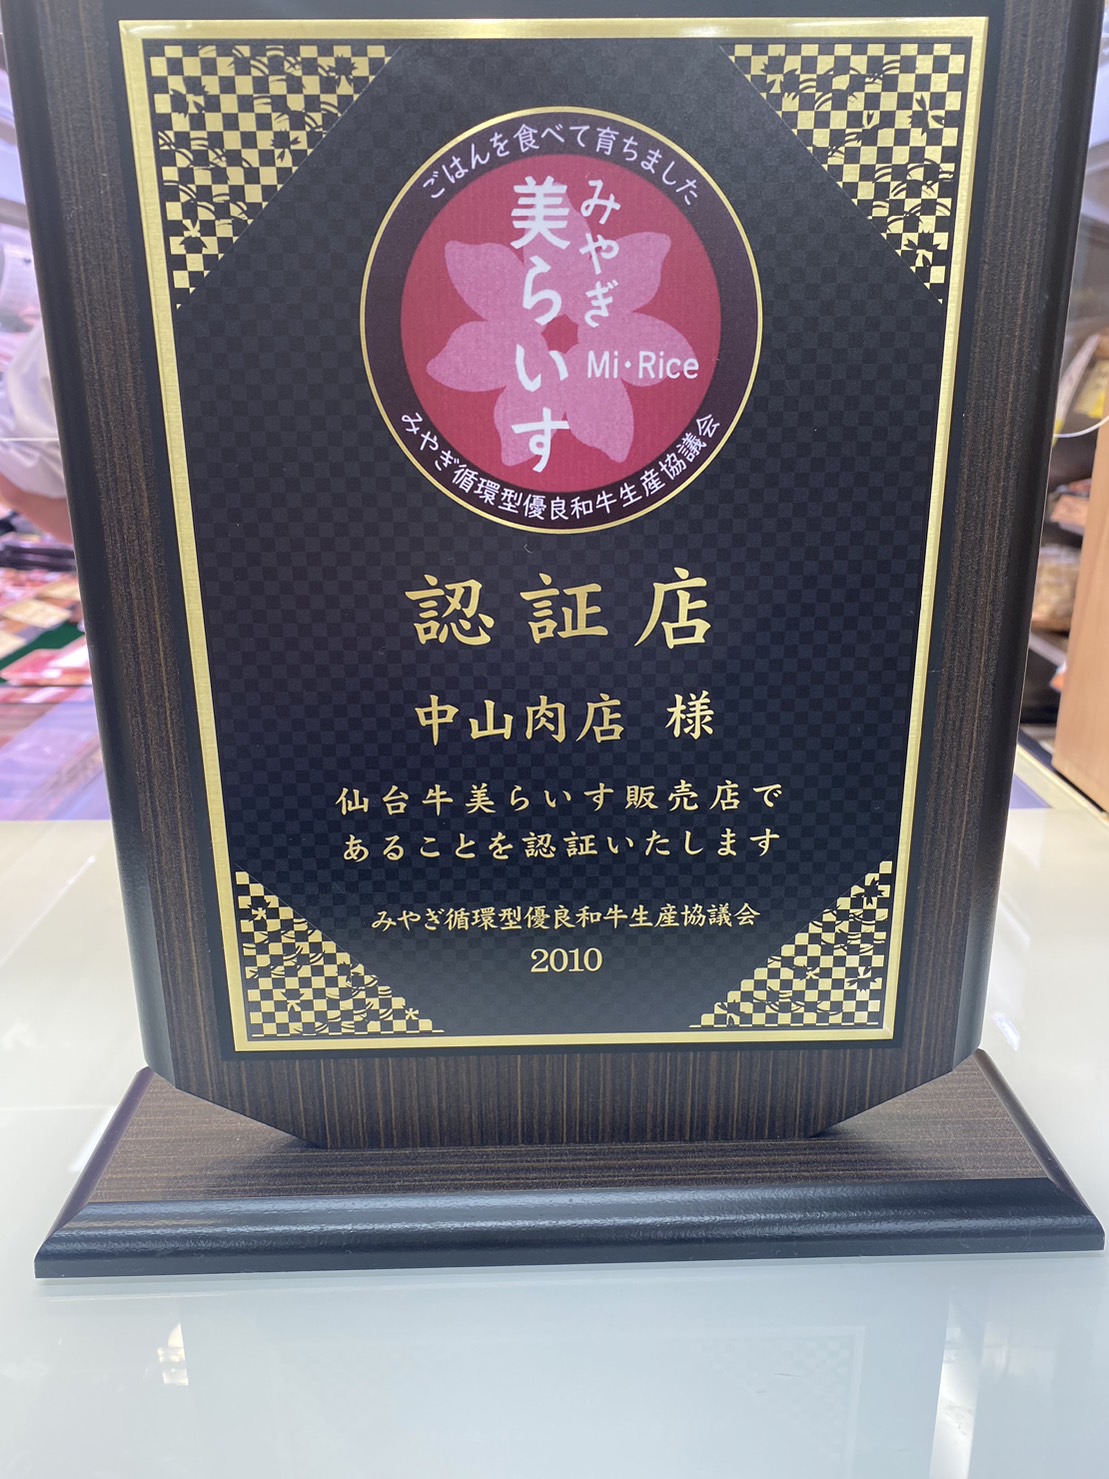 ごはんを食べて育ちました
みやぎ
美らいす
Mi・Rice
みやぎ循環型優良和牛生産協議会
認証店
中山肉店 様
仙台牛美らいす販売店で
あることを認証いたします
みやぎ循環型優良和牛生産協議会
2010